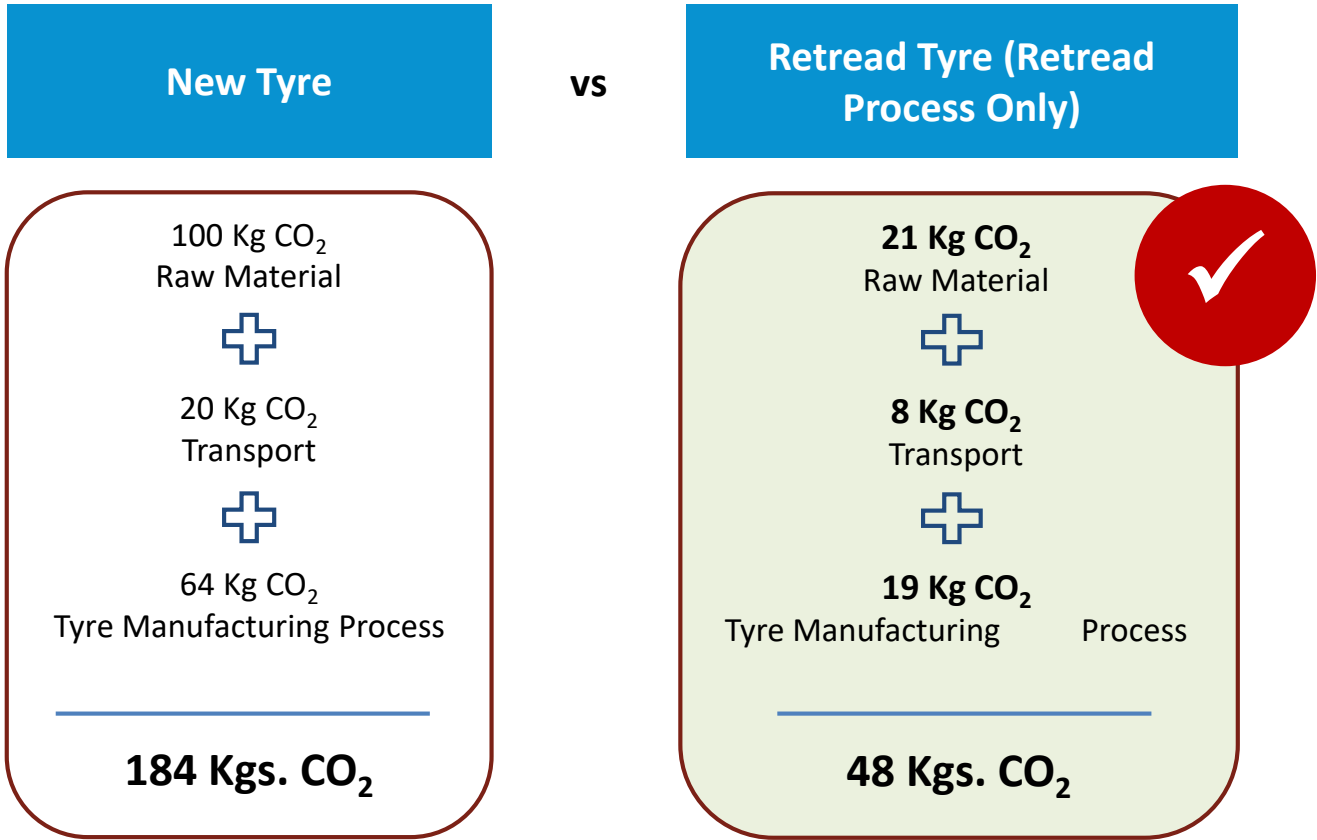 New Tyre
vs
Retread Tyre (Retread
Process Only)
100 Kg CO₂
Raw Material
20 Kg CO₂
Transport
64 Kg CO₂
Tyre Manufacturing Process
184 Kgs. CO₂
21 Kg CO₂
Raw Material
8 Kg CO₂
Transport
19 Kg CO₂
Tyre Manufacturing Process
48 Kgs. CO₂